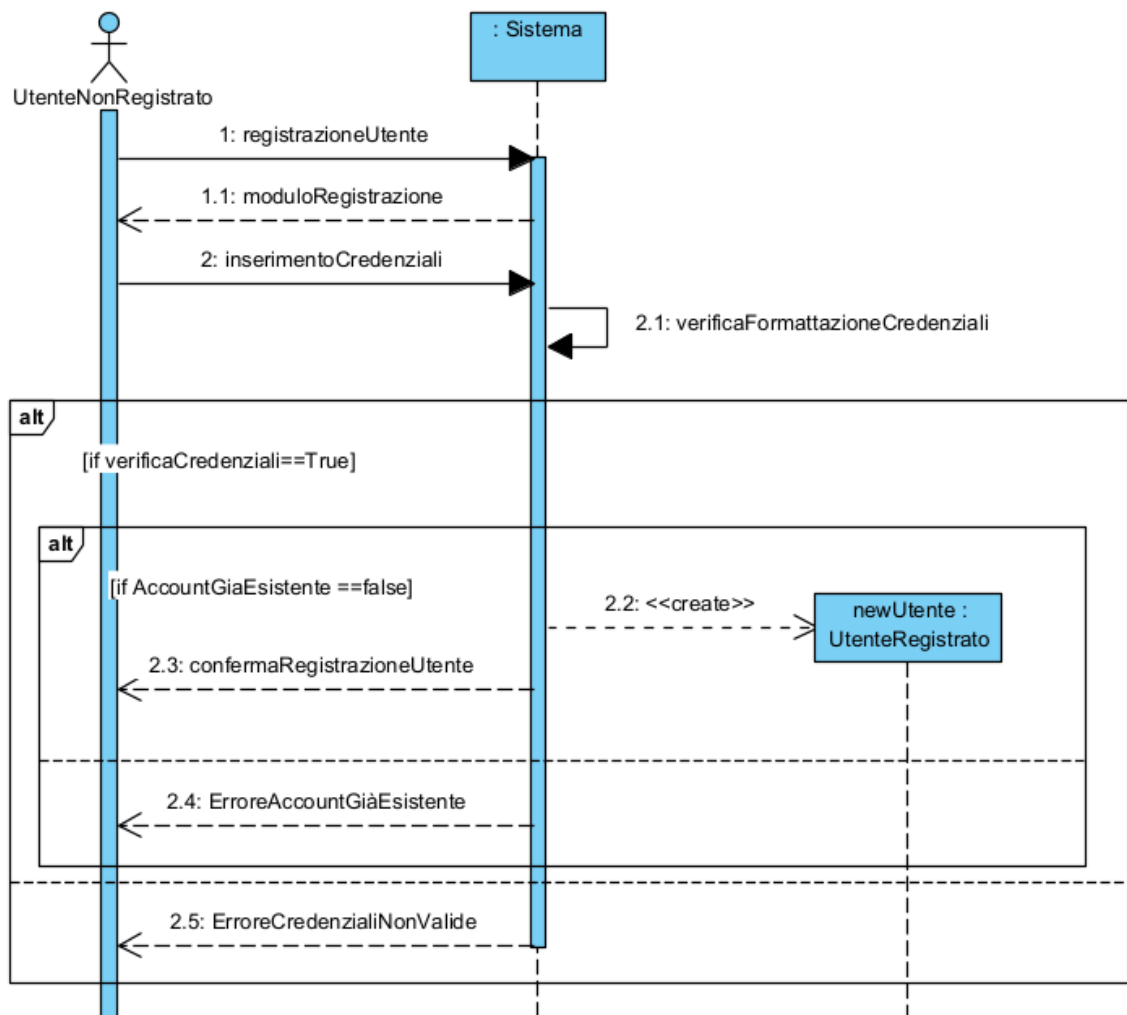 : Sistema
UtenteNonRegistrato
1: registrazioneUtente
1.1: moduloRegistrazione
2: inserimentoCredenziali
2.1: verificaFormattazioneCredenziali
alt
[if verificaCredenziali==True]
alt
[if AccountGiaEsistente ==false]
2.2: <<create>>
newUtente :
UtenteRegistrato
2.3: confermaRegistrazioneUtente
2.4: ErroreAccountGiàEsistente
2.5: ErroreCredenzialiNonValide